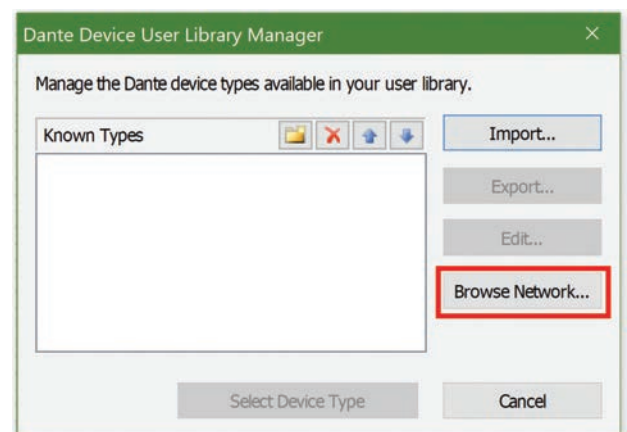 Dante Device User Library Manager
Manage the Dante device types available in your user library.
Known Types
Import...
Export...
Edit...
Browse Network...
Select Device Type
Cancel